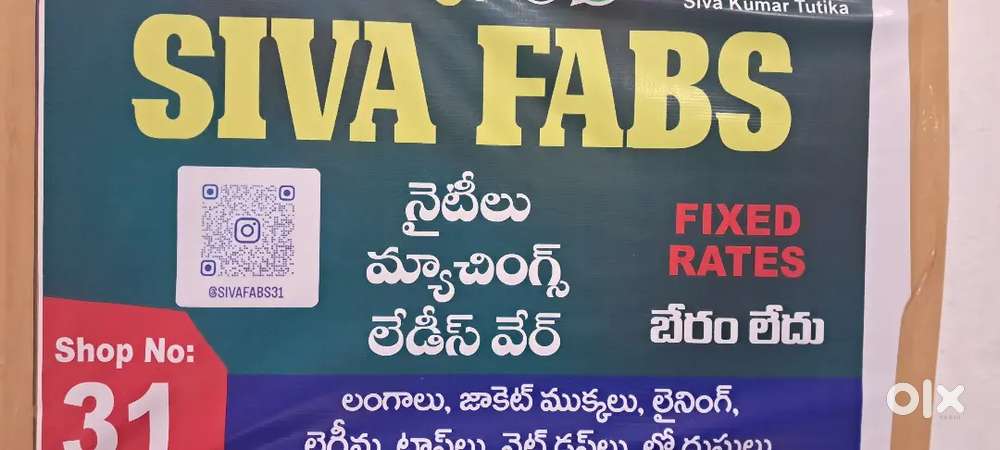 Siva Kumar Tutika
SIVA FABS
నైటీలు
మ్యాచింగ్స్
లేడీస్ వేర్
FIXED
RATES
బేరం లేదు
@SIVAFABS31
Shop No:
31
లంగాలు, జాకెట్ ముక్కలు, లైనింగ్,
olx